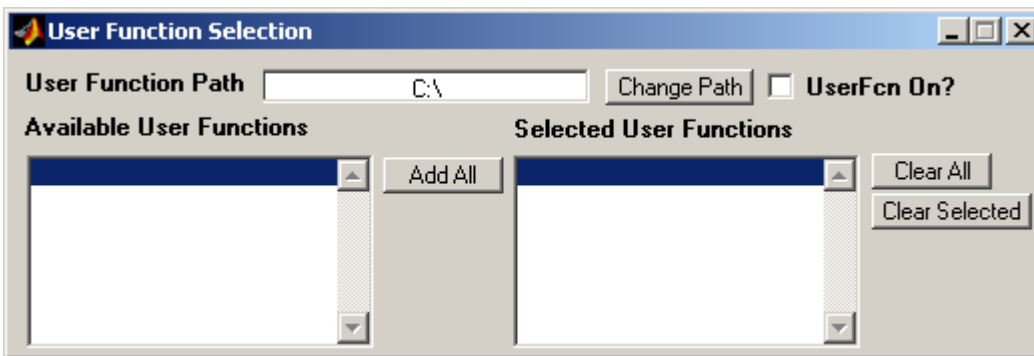 User Function Selection
User Function Path C:\ Change Path UserFcn On?
Available User Functions Selected User Functions
Add All Clear All
Clear Selected